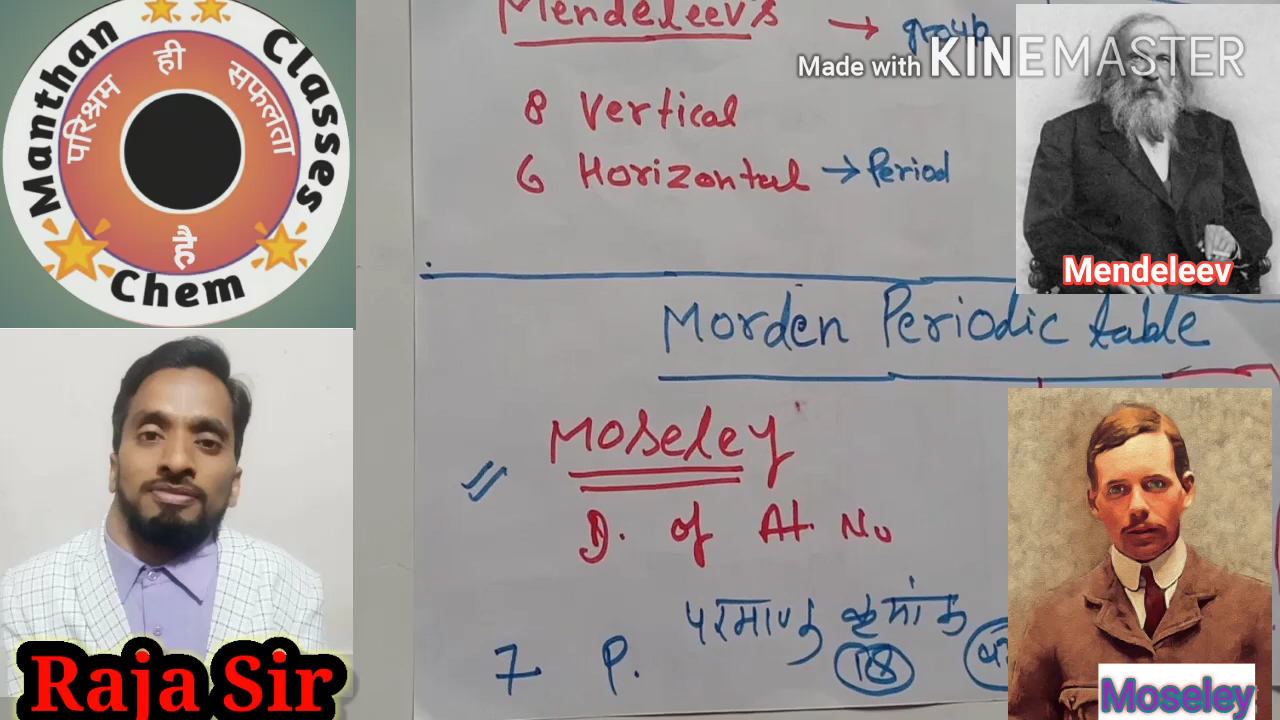 Manthan Classes
Chem
परिश्रम ही सफलता है
Mendeleev's → group
Made with KINEMASTER
8 Vertical
6 Horizontal → Period
Mendeleev
Morden Periodic table
Moseley
D. of At. No
परमाणु क्रमांक
7 P. 18
Raja Sir
Moseley